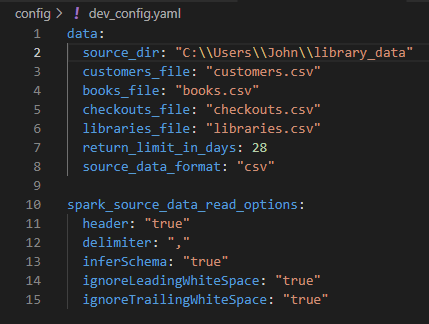 config > ! dev_config.yaml
1 data:
2   source_dir: "C:\\Users\\John\\library_data"
3   customers_file: "customers.csv"
4   books_file: "books.csv"
5   checkouts_file: "checkouts.csv"
6   libraries_file: "libraries.csv"
7   return_limit_in_days: 28
8   source_data_format: "csv"
9
10 spark_source_data_read_options:
11   header: "true"
12   delimiter: ","
13   inferSchema: "true"
14   ignoreLeadingWhiteSpace: "true"
15   ignoreTrailingWhiteSpace: "true"